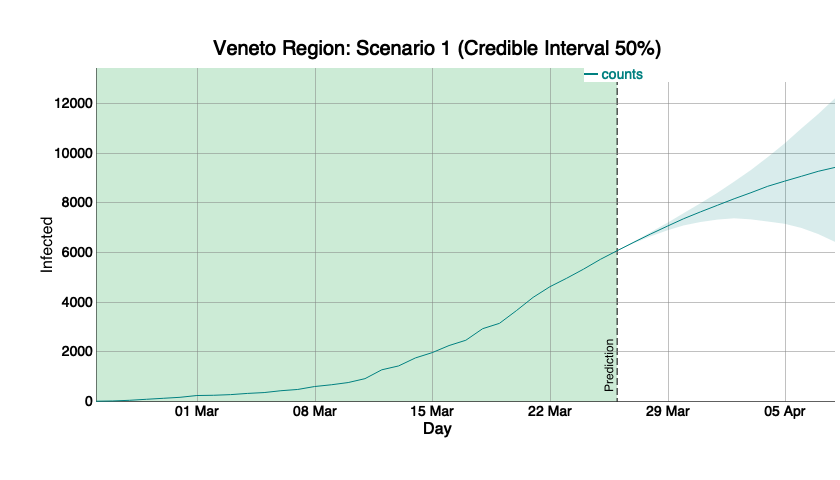 Veneto Region: Scenario 1 (Credible Interval 50%)
counts
12000
10000
8000
6000
4000
2000
0
Infected
Prediction
01 Mar
08 Mar
15 Mar
22 Mar
29 Mar
05 Apr
Day